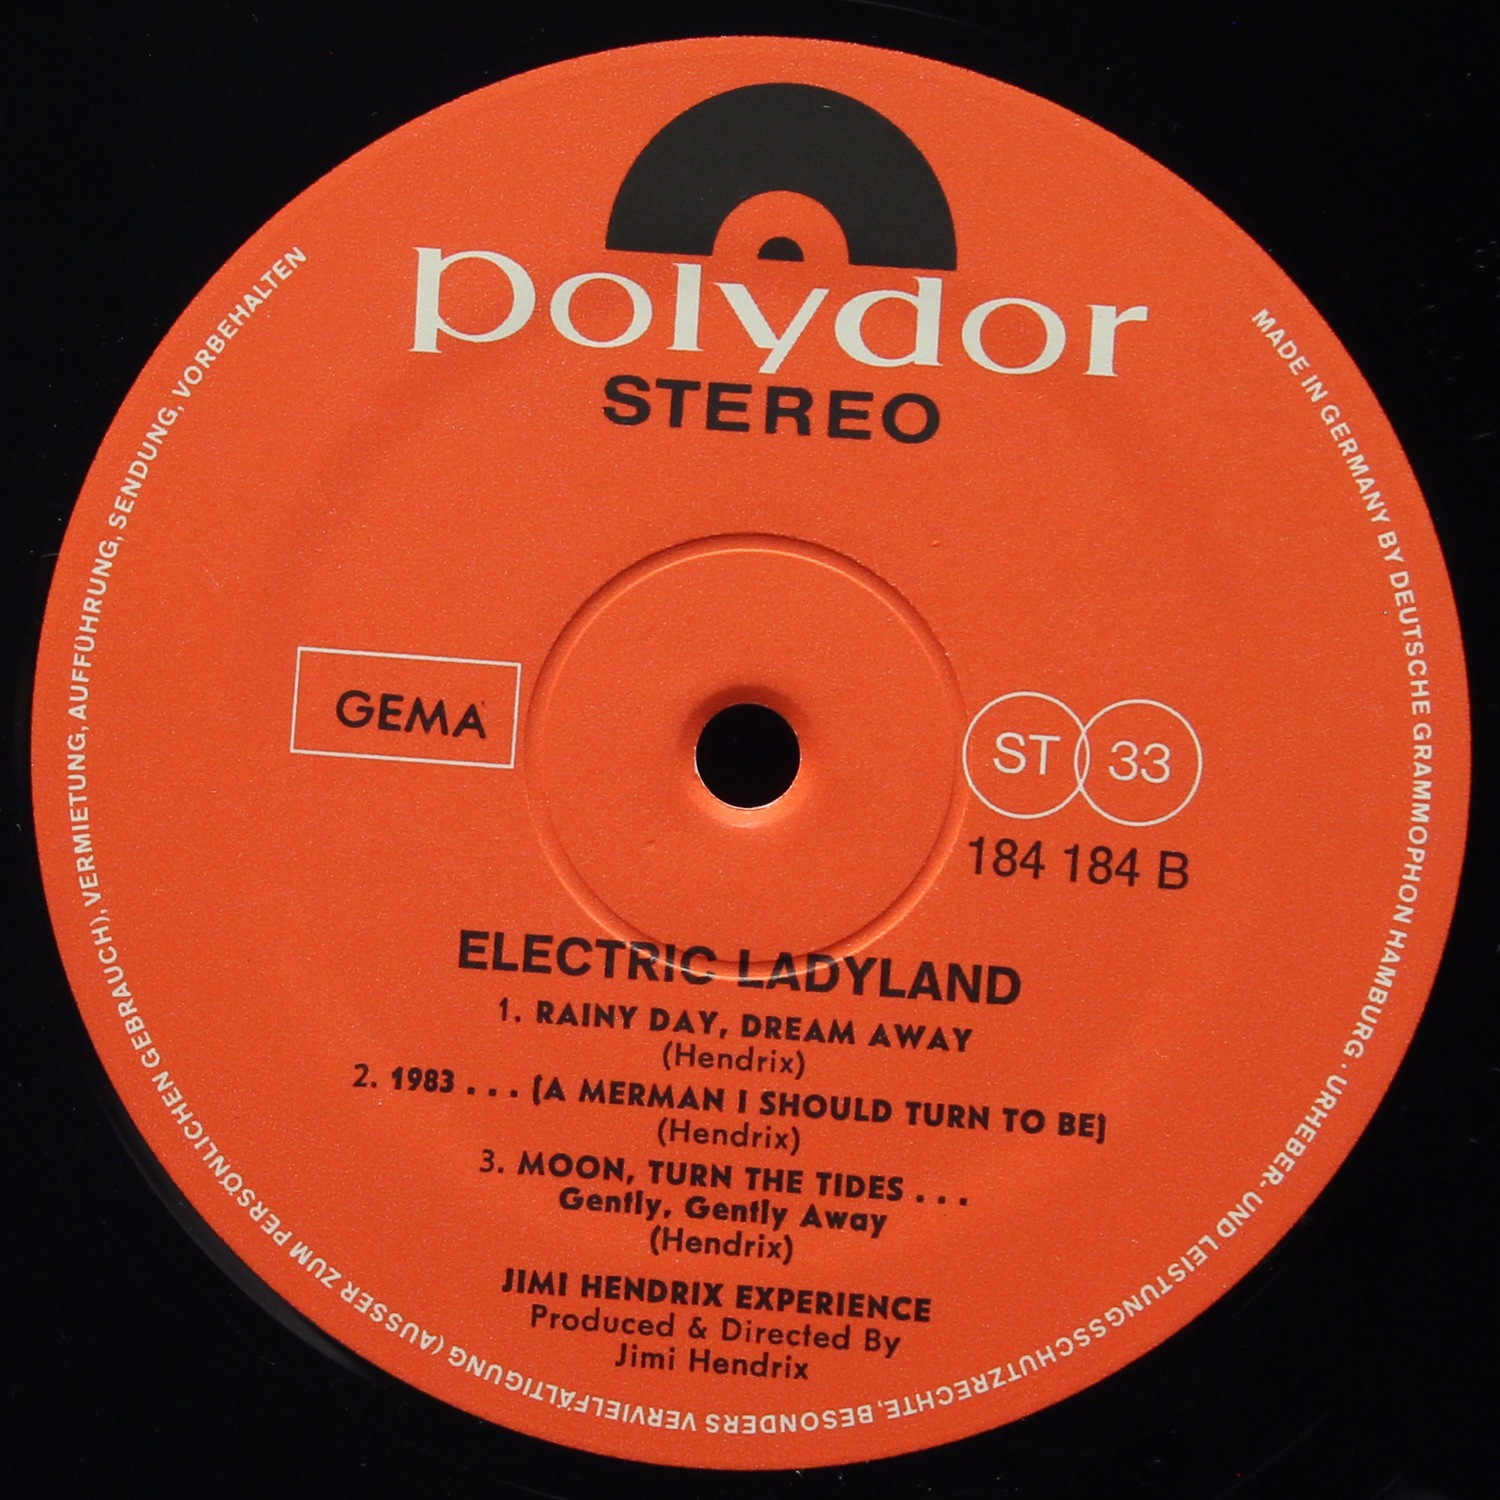 polydor
STEREO
GEMA
ST 33
184 184 B
ELECTRIC LADYLAND
1. RAINY DAY, DREAM AWAY
(Hendrix)
2. 1983 . . . (A MERMAN I SHOULD TURN TO BE)
(Hendrix)
3. MOON, TURN THE TIDES . . .
Gently, Gently Away
(Hendrix)
JIMI HENDRIX EXPERIENCE
Produced & Directed By
Jimi Hendrix
MADE IN GERMANY BY DEUTSCHE GRAMMOPHON HAMBURG · URHEBER- UND LEISTUNGSSCHUTZRECHTE, BESONDERS VERVIELFÄLTIGUNG (AUSSER ZUM PERSÖNLICHEN GEBRAUCH), VERMIETUNG, AUFFÜHRUNG, SENDUNG, VORBEHALTEN